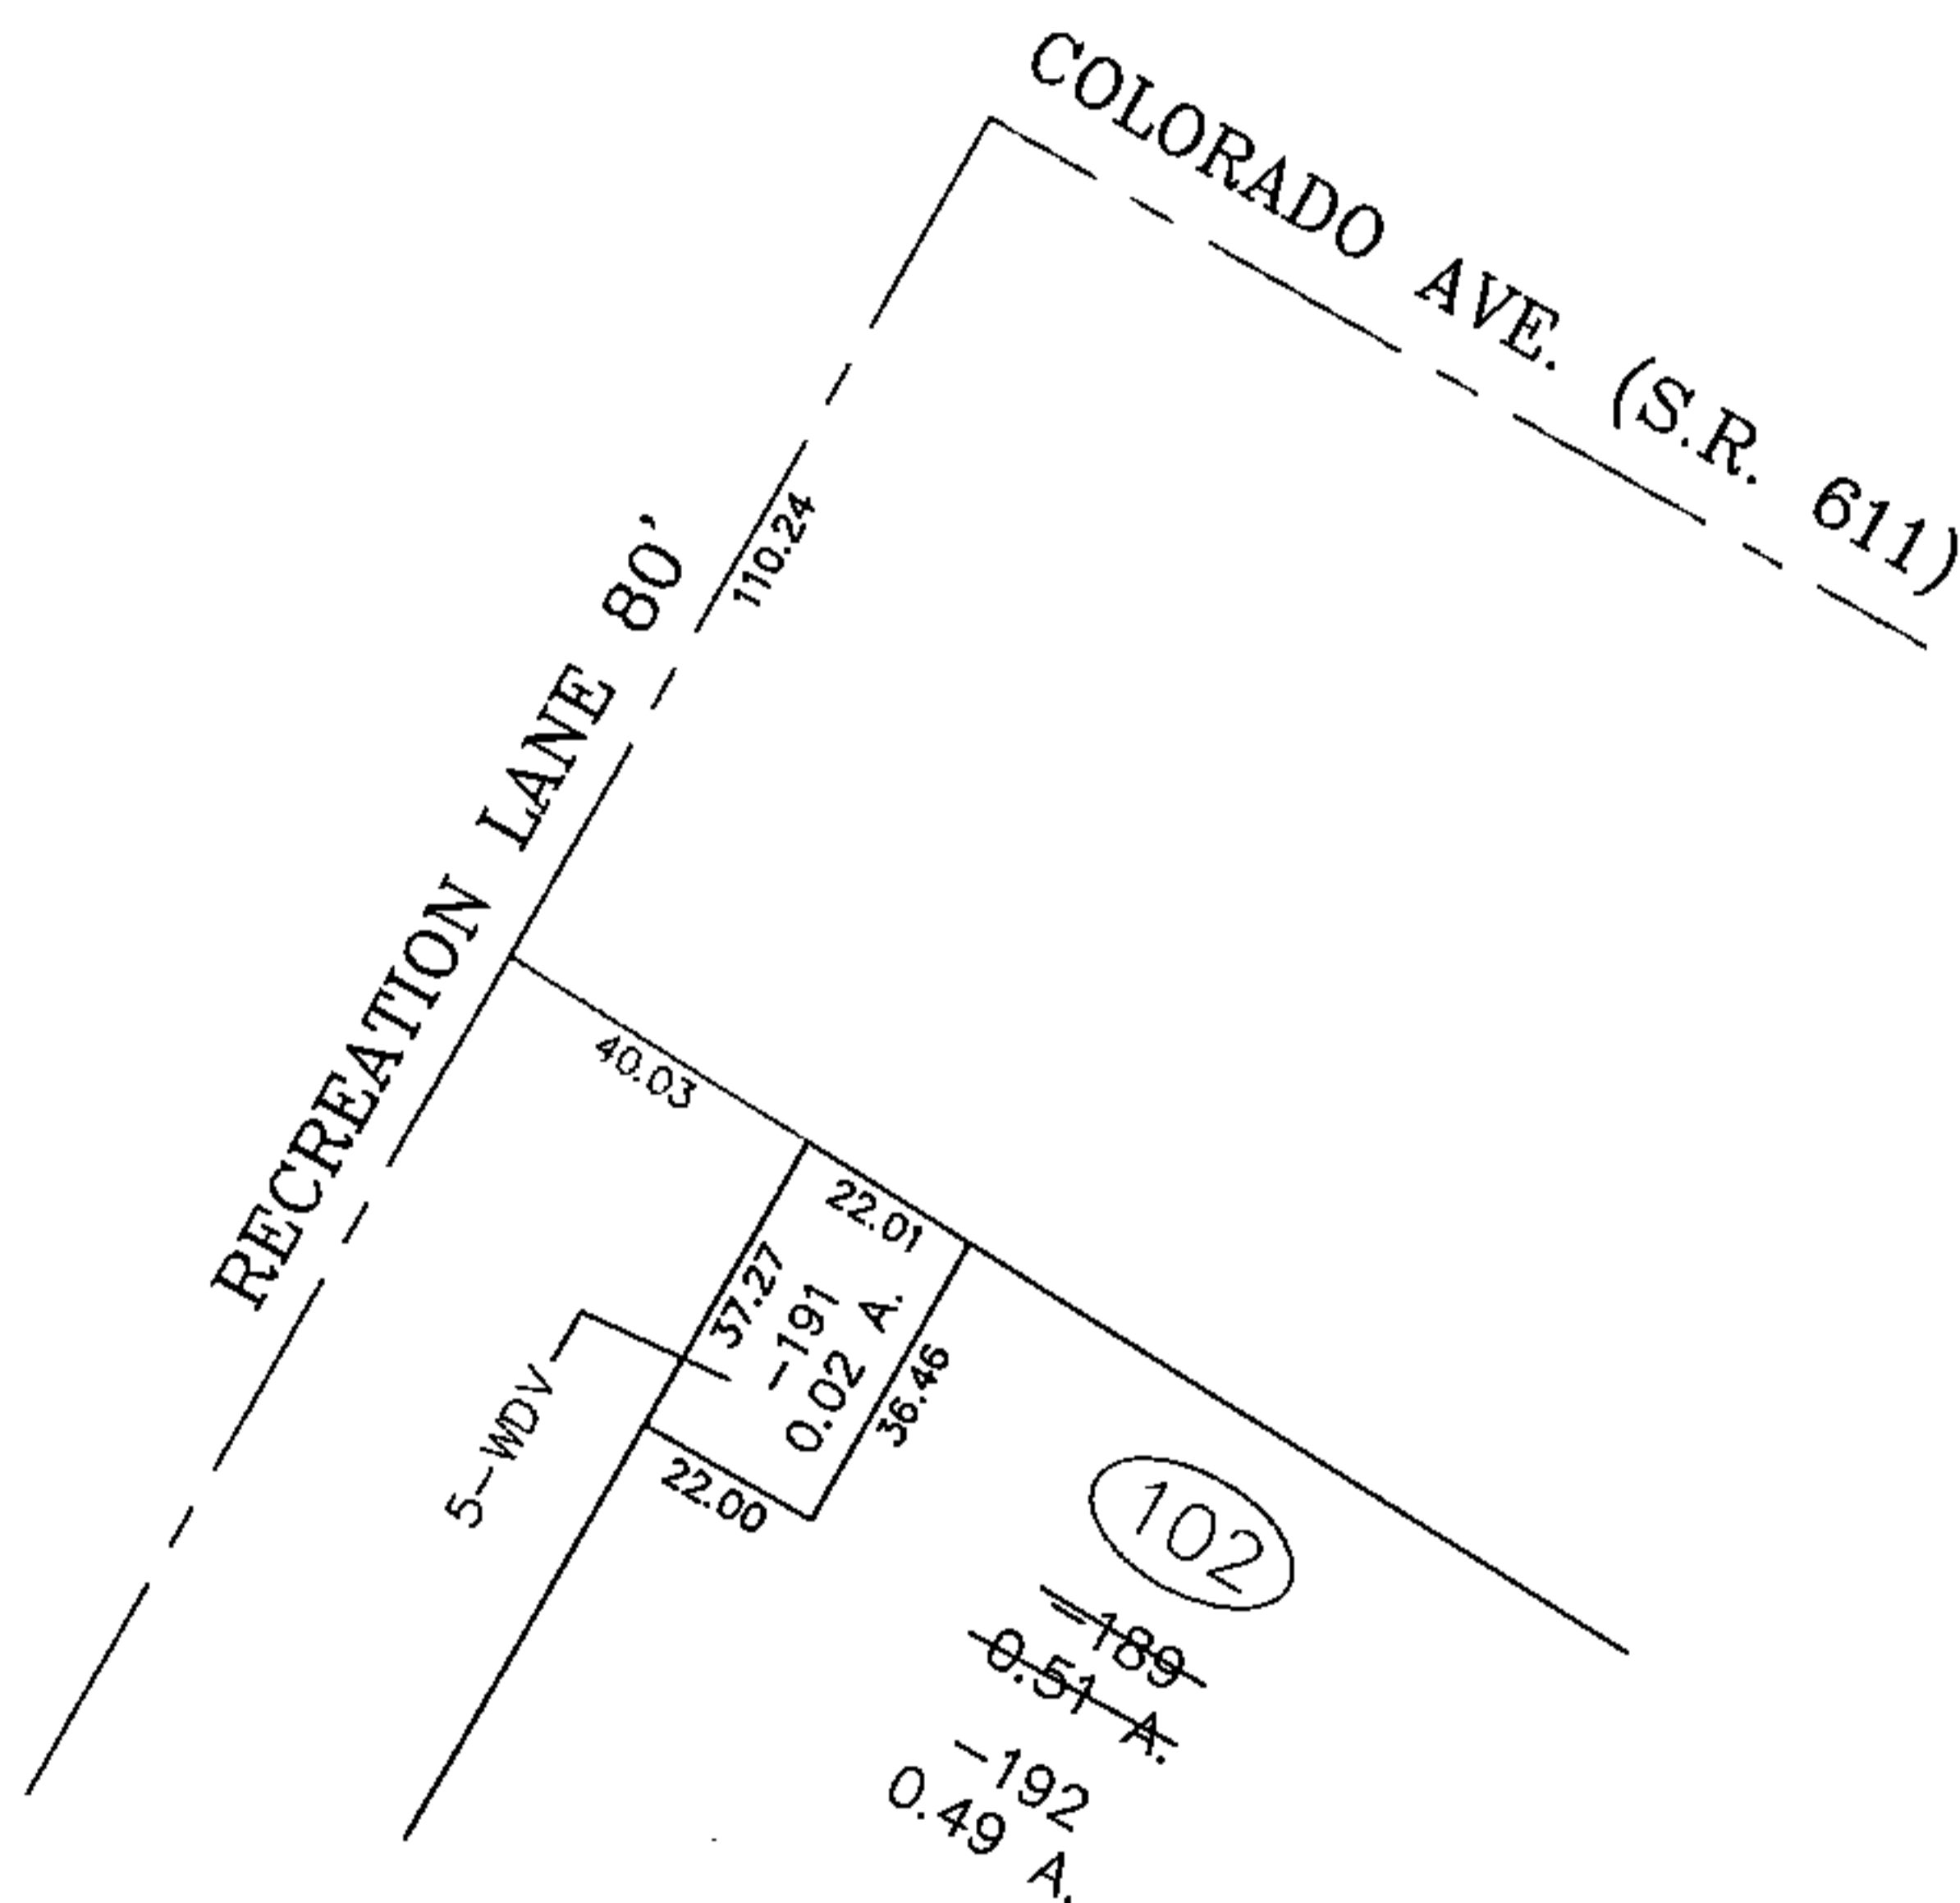 COLORADO AVE. (S.R. 611)
RECREATION LANE 80'
110.24
40.03
22.01
37.27
-191
0.02 A.
36.46
5-WDV
22.00
102
-189
0.51 A.
-192
0.49 A.